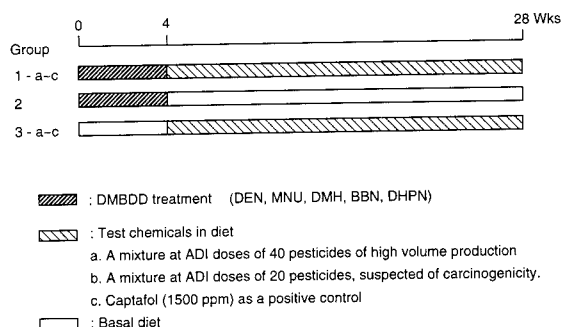 0 4 28 Wks
Group
1 - a~c
2
3 - a~c
: DMBDD treatment (DEN, MNU, DMH, BBN, DHPN)
: Test chemicals in diet
a. A mixture at ADI doses of 40 pesticides of high volume production
b. A mixture at ADI doses of 20 pesticides, suspected of carcinogenicity.
c. Captafol (1500 ppm) as a positive control
: Basal diet